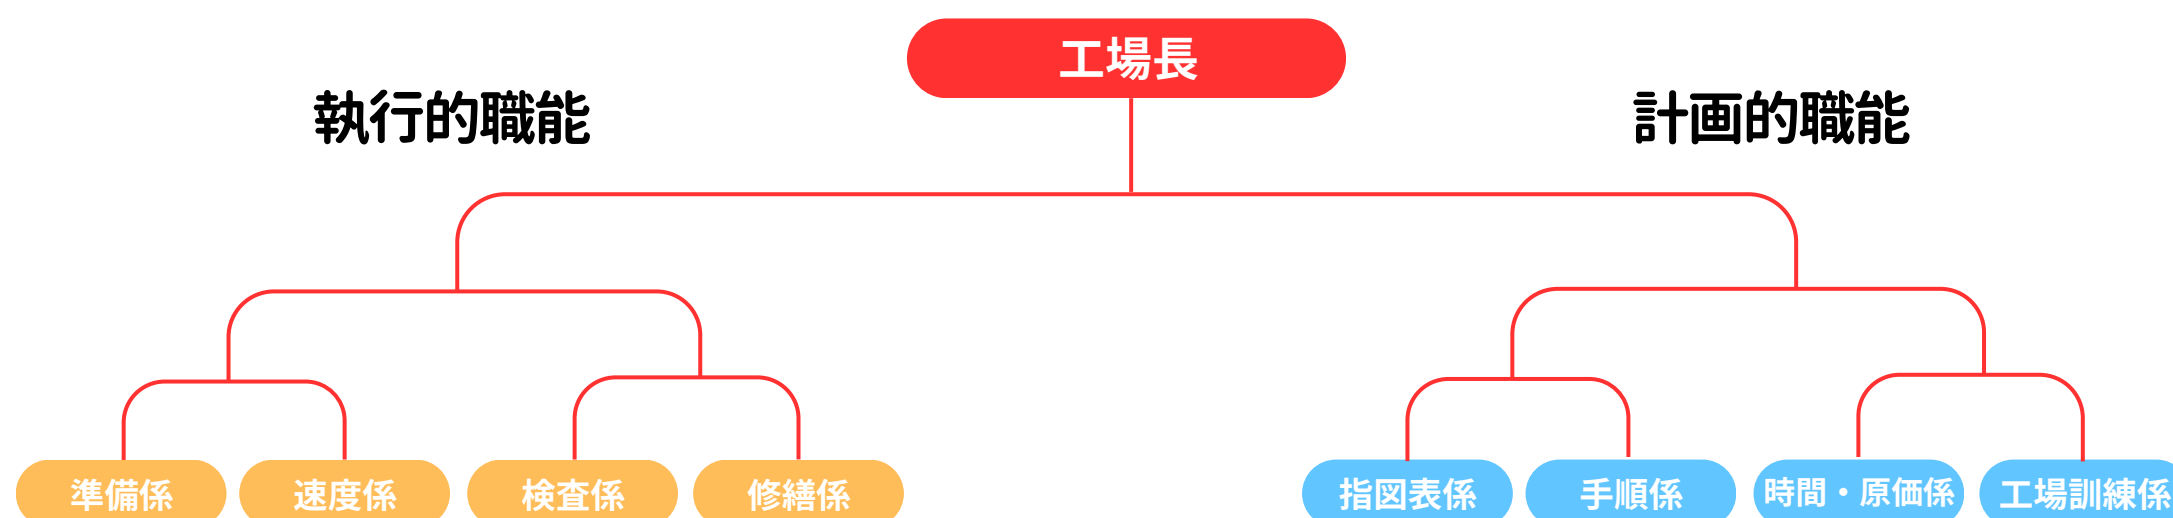 工場長
執行的職能
計画的職能
準備係
速度係
検査係
修繕係
指図表係
手順係
時間・原価係
工場訓練係